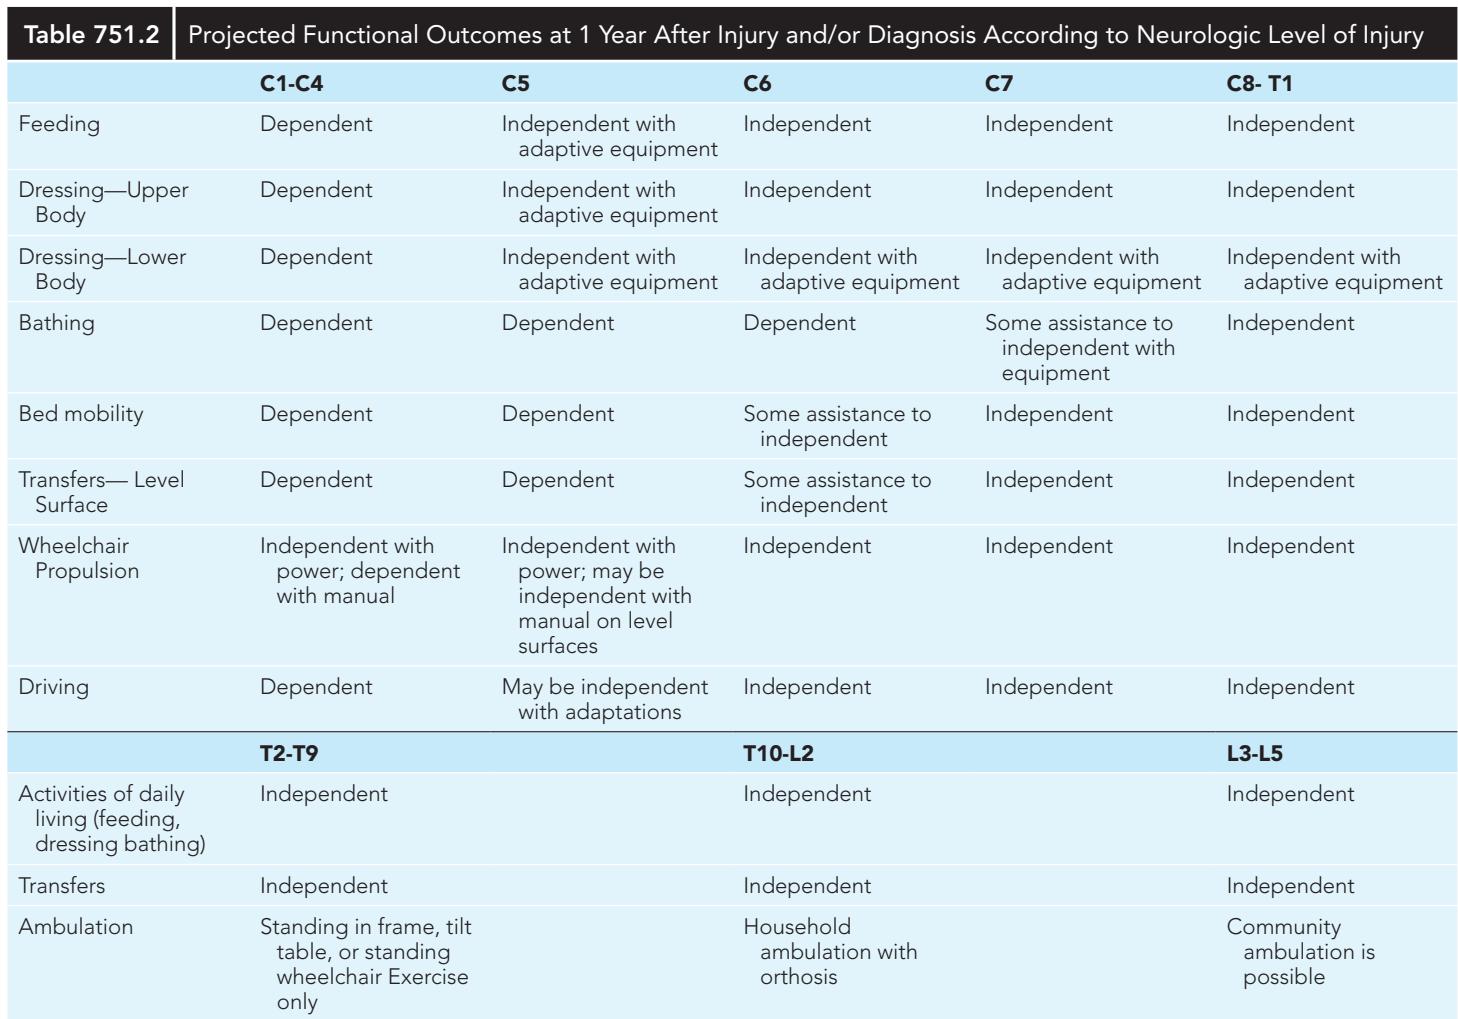 Table 751.2 Projected Functional Outcomes at 1 Year After Injury and/or Diagnosis According to Neurologic Level of Injury
C1-C4 C5 C6 C7 C8- T1
Feeding Dependent Independent with Independent Independent Independent
adaptive equipment
Dressing—Upper Dependent Independent with Independent Independent Independent
Body adaptive equipment
Dressing—Lower Dependent Independent with Independent with Independent with Independent with
Body adaptive equipment adaptive equipment adaptive equipment adaptive equipment
Bathing Dependent Dependent Dependent Some assistance to Independent
independent with
equipment
Bed mobility Dependent Dependent Some assistance to Independent Independent
independent
Transfers— Level Dependent Dependent Some assistance to Independent Independent
Surface independent
Wheelchair Independent with Independent with Independent Independent Independent
Propulsion power; dependent power; may be
with manual independent with
manual on level
surfaces
Driving Dependent May be independent Independent Independent Independent
with adaptations
T2-T9 T10-L2 L3-L5
Activities of daily Independent Independent Independent
living (feeding,
dressing bathing)
Transfers Independent Independent Independent
Ambulation Standing in frame, tilt Household Community
table, or standing ambulation with ambulation is
wheelchair Exercise orthosis possible
only